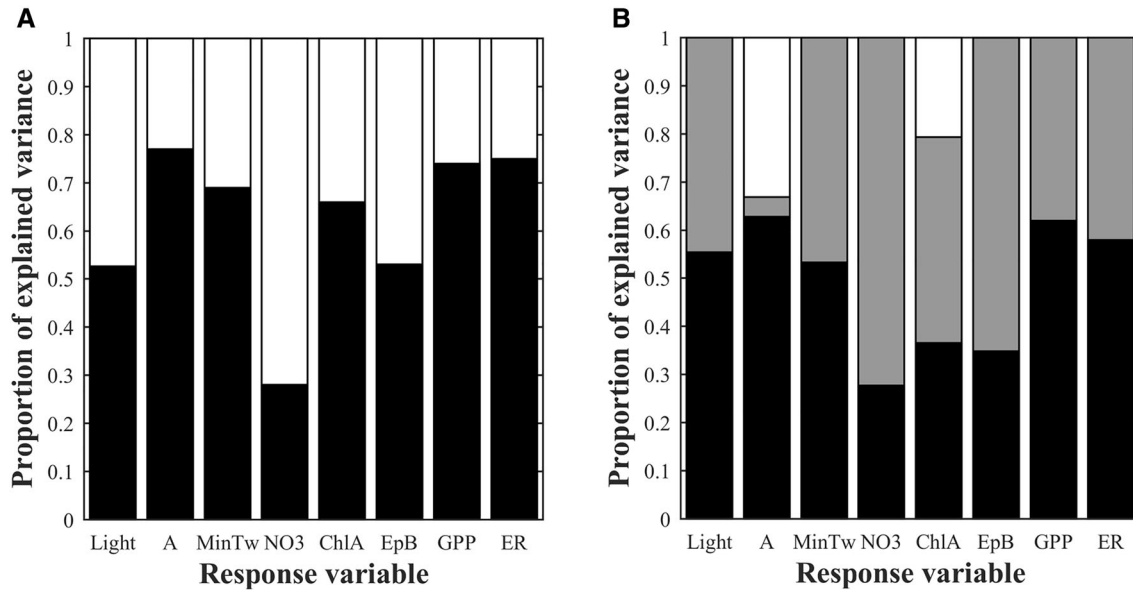 A
Proportion of explained variance
1
0.9
0.8
0.7
0.6
0.5
0.4
0.3
0.2
0.1
0
Light A MinTw NO3 ChlA EpB GPP ER
Response variable
B
Proportion of explained variance
1
0.9
0.8
0.7
0.6
0.5
0.4
0.3
0.2
0.1
0
Light A MinTw NO3 ChlA EpB GPP ER
Response variable